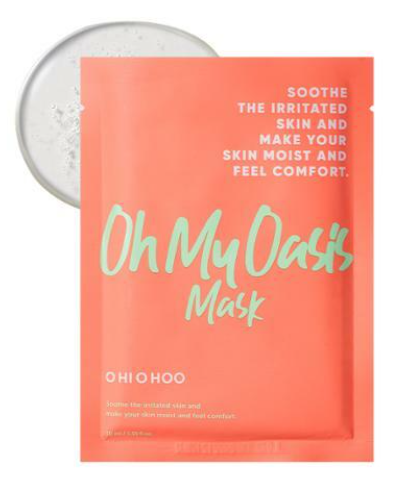 SOOTHE
THE IRRITATED
SKIN AND
MAKE YOUR
SKIN MOIST AND
FEEL COMFORT.
Oh My Oasis
Mask
OHIOHOO
Soothe the irritated skin and
make your skin moist and feel comfort.